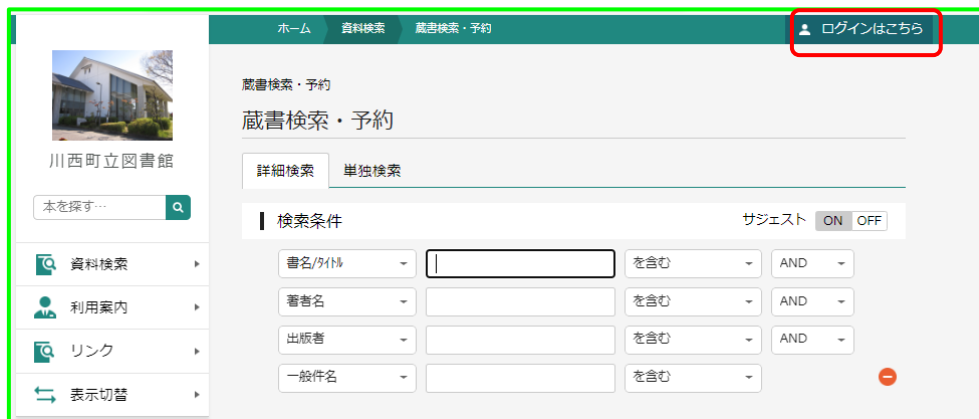 ホーム 資料検索 蔵書検索・予約 ログインはこちら
川西町立図書館
本を探す…
資料検索
利用案内
リンク
表示切替
蔵書検索・予約
蔵書検索・予約
詳細検索 単独検索
検索条件 サジェスト ON OFF
書名/タイトル を含む AND
著者名 を含む AND
出版者 を含む AND
一般件名 を含む